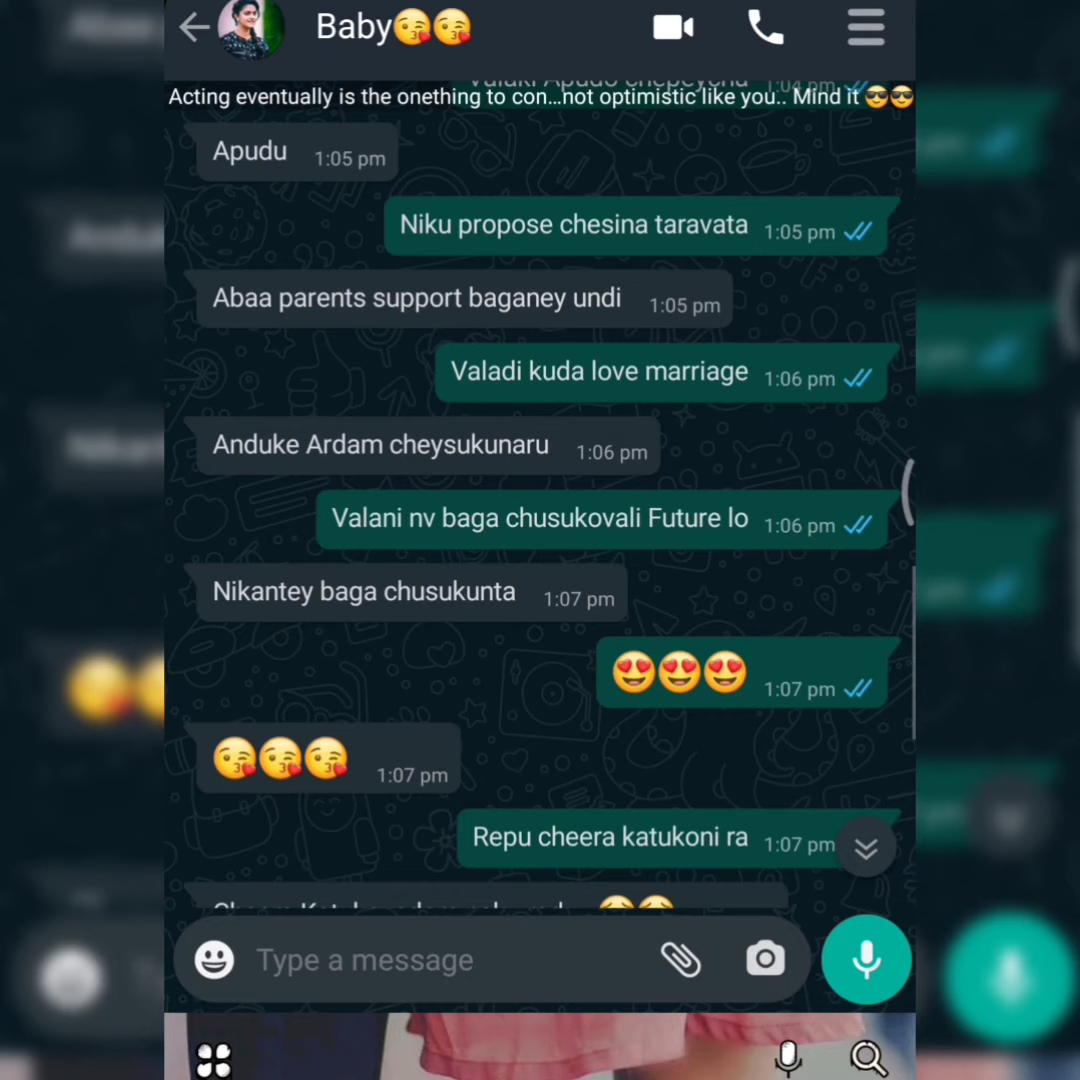 Baby😘😘
1:04 pm
Acting eventually is the onething to con...not optimistic like you.. Mind it 😎😎
Apudu 1:05 pm
Niku propose chesina taravata 1:05 pm
Abaa parents support baganey undi 1:05 pm
Valadi kuda love marriage 1:06 pm
Anduke Ardam cheysukunaru 1:06 pm
Valani nv baga chusukovali Future lo 1:06 pm
Nikantey baga chusukunta 1:07 pm
😍😍😍 1:07 pm
😘😘😘 1:07 pm
Repu cheera katukoni ra 1:07 pm
Type a message